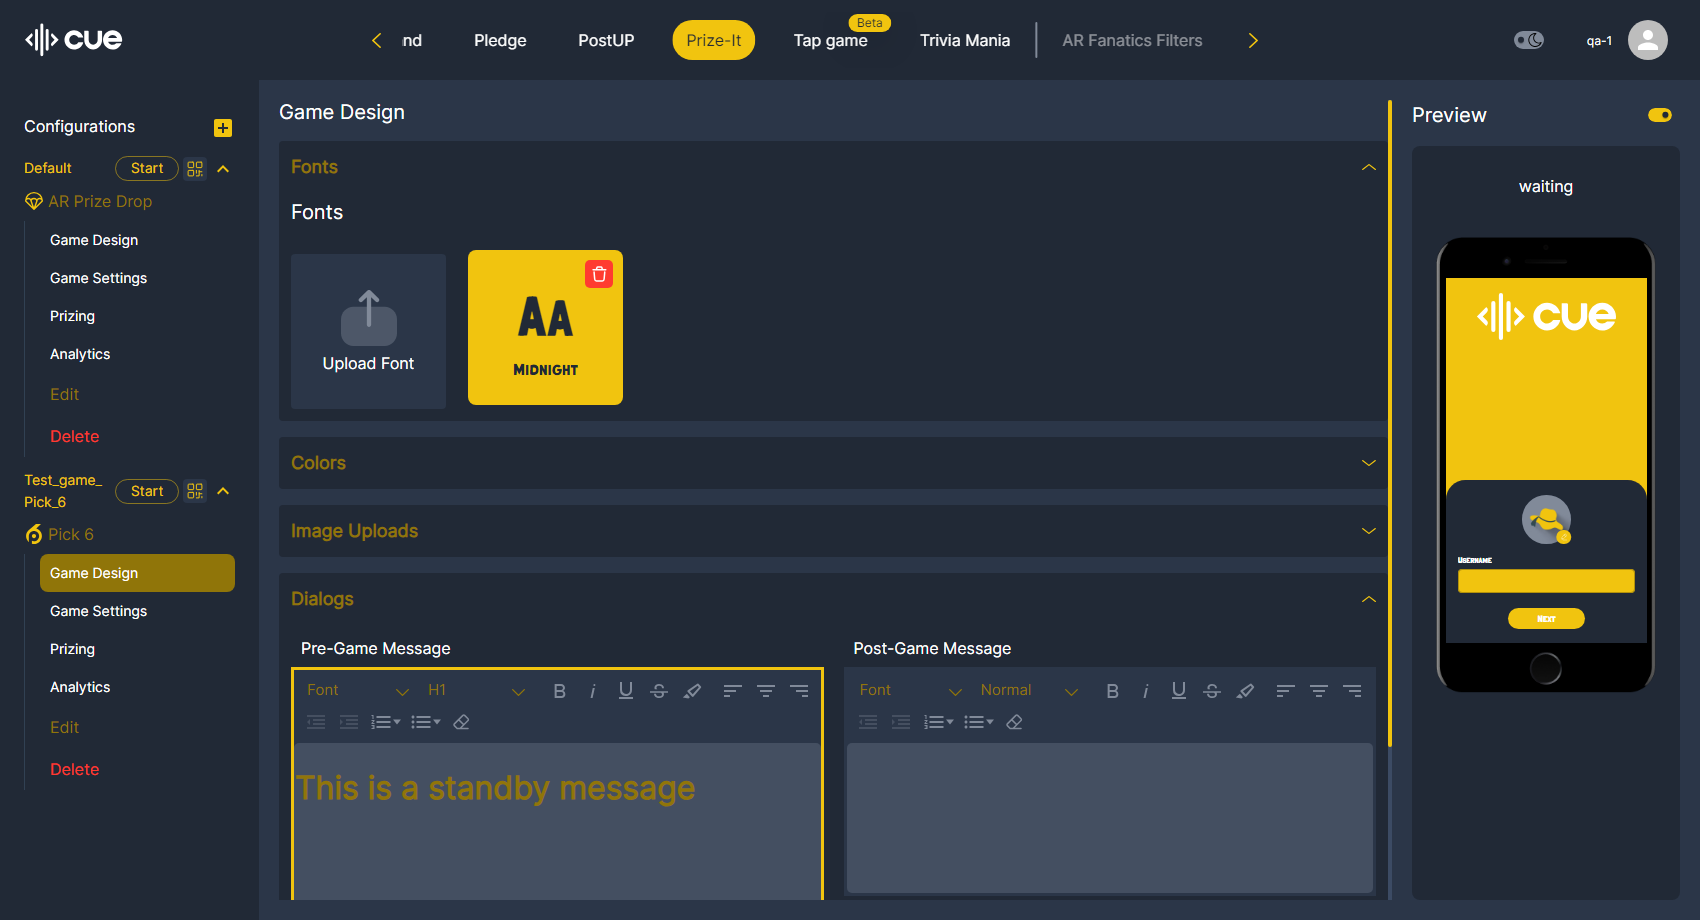 cue
nd
Pledge
PostUP
Prize-It
Beta
Tap game
Trivia Mania
AR Fanatics Filters
qa-1
Configurations
Default
Start
AR Prize Drop
Game Design
Game Settings
Prizing
Analytics
Edit
Delete
Test_game_
Pick_6
Start
Pick 6
Game Design
Game Settings
Prizing
Analytics
Edit
Delete
Game Design
Fonts
Fonts
Upload Font
AA
MIDNIGHT
Colors
Image Uploads
Dialogs
Pre-Game Message
Font
H1
B
i
U
S
This is a standby message
Post-Game Message
Font
Normal
B
i
U
S
Preview
waiting
cue
USERNAME
NEXT